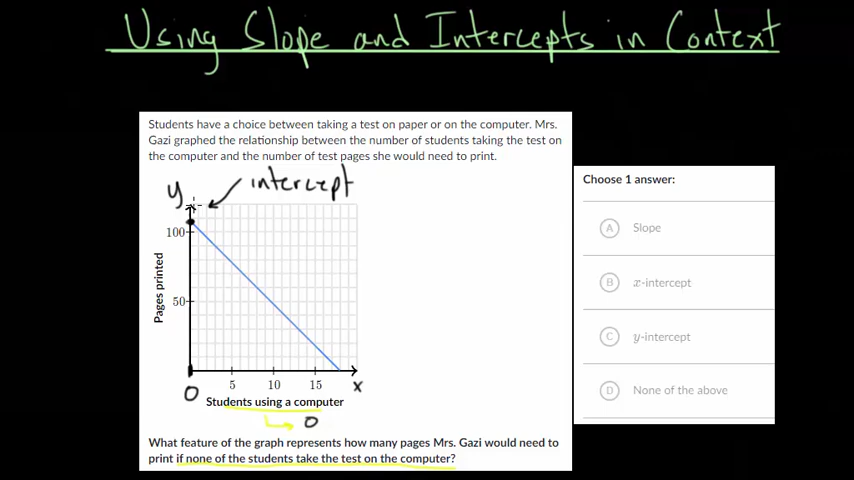 Using Slope and Intercepts in Context
Students have a choice between taking a test on paper or on the computer. Mrs.
Gazi graphed the relationship between the number of students taking the test on
the computer and the number of test pages she would need to print.
y
intercept
100
50
Pages printed
0
5 10 15 x
Students using a computer
0
What feature of the graph represents how many pages Mrs. Gazi would need to
print if none of the students take the test on the computer?
Choose 1 answer:
A Slope
B x-intercept
C y-intercept
D None of the above